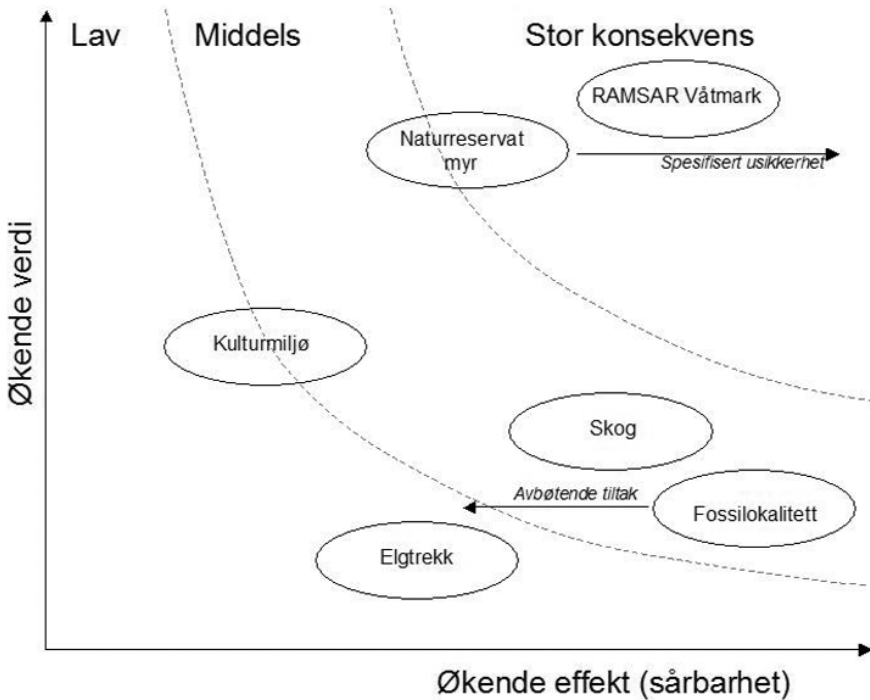 Lav Middels Stor konsekvens
RAMSAR Våtmark
Naturreservat
myr
Spesifisert usikkerhet
Økende verdi
Kulturmiljø
Skog
Avbøtende tiltak
Fossilokalitett
Elgtrekk
Økende effekt (sårbarhet)